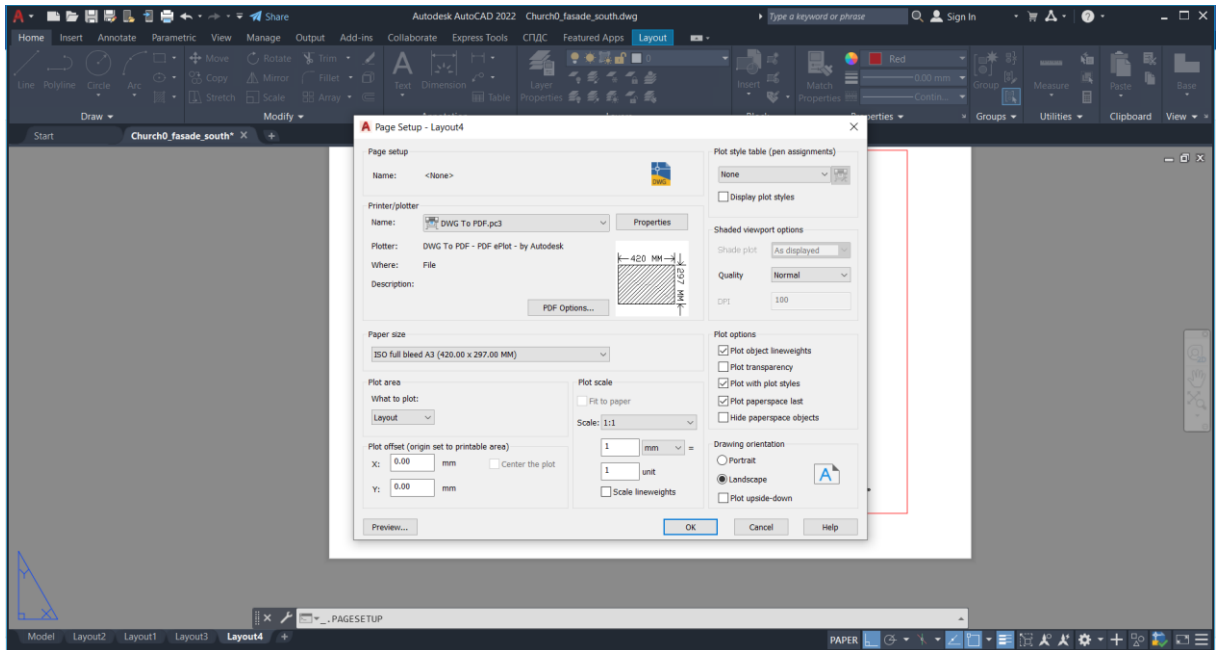 A Share Autodesk AutoCAD 2022 Church0_fasade_south.dwg Type a keyword or phrase Sign In
Home Insert Annotate Parametric View Manage Output Add-ins Collaborate Express Tools СПДС Featured Apps Layout
Move Rotate Trim 0 Red
Copy Mirror Fillet 0.00 mm
Line Polyline Circle Arc Stretch Scale Array Text Dimension Table Layer Properties Insert Match Properties Contin... Group Measure Paste Base
Draw Modify Groups Utilities Clipboard View
Start Church0_fasade_south* +
A Page Setup - Layout4
Page setup
Name: <None>
DWG
Printer/plotter
Name: DWG To PDF.pc3 Properties
Plotter: DWG To PDF - PDF ePlot - by Autodesk
Where: File
Description:
420 MM
297 MM
PDF Options...
Paper size
ISO full bleed A3 (420.00 x 297.00 MM)
Plot area
What to plot:
Layout
Plot offset (origin set to printable area)
X: 0.00 mm Center the plot
Y: 0.00 mm
Plot scale
Fit to paper
Scale: 1:1
1 mm =
1 unit
Scale lineweights
Plot style table (pen assignments)
None
Display plot styles
Shaded viewport options
Shade plot As displayed
Quality Normal
DPI 100
Plot options
Plot object lineweights
Plot transparency
Plot with plot styles
Plot paperspace last
Hide paperspace objects
Drawing orientation
Portrait
Landscape
A
Plot upside-down
Preview... OK Cancel Help
Y
X
_.PAGESETUP
Model Layout2 Layout1 Layout3 Layout4 + PAPER